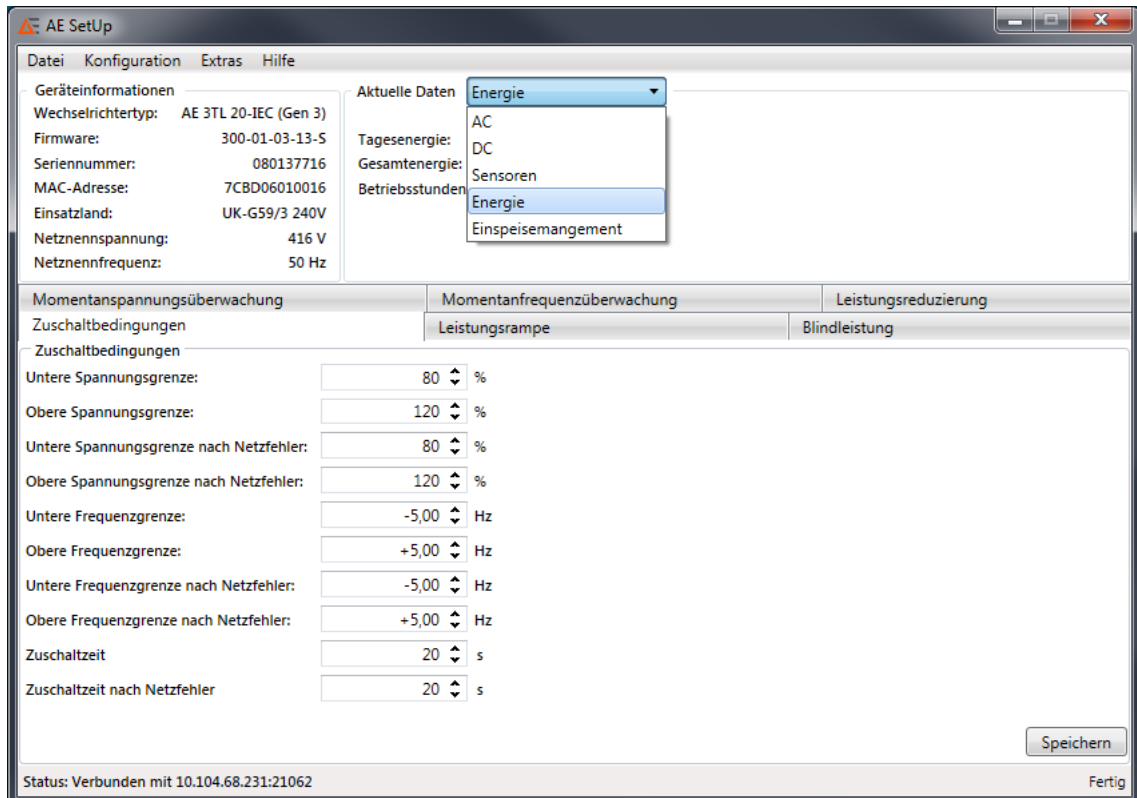 AE SetUp
Datei Konfiguration Extras Hilfe
Geräteinformationen
Wechselrichtertyp: AE 3TL 20-IEC (Gen 3)
Firmware: 300-01-03-13-S
Seriennummer: 080137716
MAC-Adresse: 7CBD06010016
Einsatzland: UK-G59/3 240V
Netznennspannung: 416 V
Netznennfrequenz: 50 Hz
Aktuelle Daten Energie
AC
DC
Sensoren
Energie
Einspeisemangement
Tagesenergie:
Gesamtenergie:
Betriebsstunden
Momentanspannungsüberwachung Momentanfrequenzüberwachung Leistungsreduzierung
Zuschaltbedingungen Leistungsrampe Blindleistung
Zuschaltbedingungen
Untere Spannungsgrenze: 80 %
Obere Spannungsgrenze: 120 %
Untere Spannungsgrenze nach Netzfehler: 80 %
Obere Spannungsgrenze nach Netzfehler: 120 %
Untere Frequenzgrenze: -5,00 Hz
Obere Frequenzgrenze: +5,00 Hz
Untere Frequenzgrenze nach Netzfehler: -5,00 Hz
Obere Frequenzgrenze nach Netzfehler: +5,00 Hz
Zuschaltzeit 20 s
Zuschaltzeit nach Netzfehler 20 s
Speichern
Status: Verbunden mit 10.104.68.231:21062 Fertig